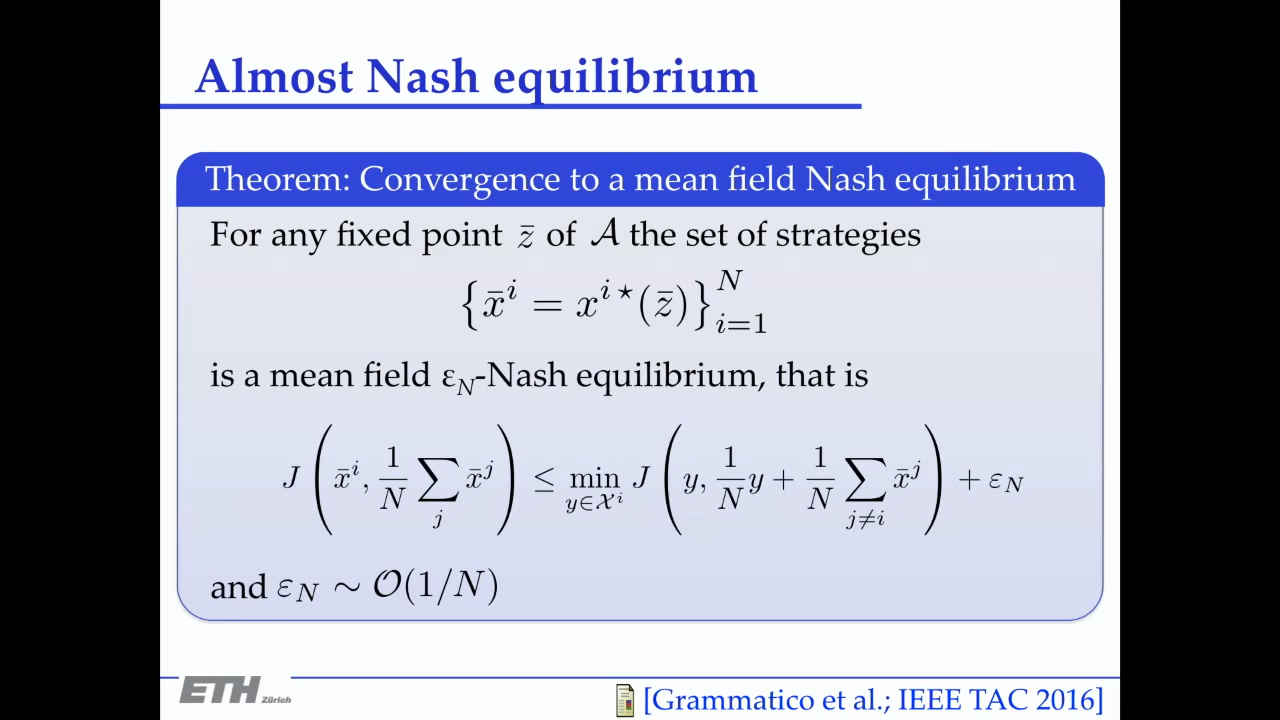 Almost Nash equilibrium
Theorem: Convergence to a mean field Nash equilibrium
For any fixed point z̄ of 𝒜 the set of strategies
{x̄^i = x^{i⋆}(z̄)}_{i=1}^N
is a mean field ε_N-Nash equilibrium, that is
J(x̄^i, 1/N ∑_j x̄^j) ≤ min_{y∈𝒳^i} J(y, 1/N y + 1/N ∑_{j≠i} x̄^j) + ε_N
and ε_N ∼ 𝒪(1/N)
ETH Zürich
[Grammatico et al.; IEEE TAC 2016]